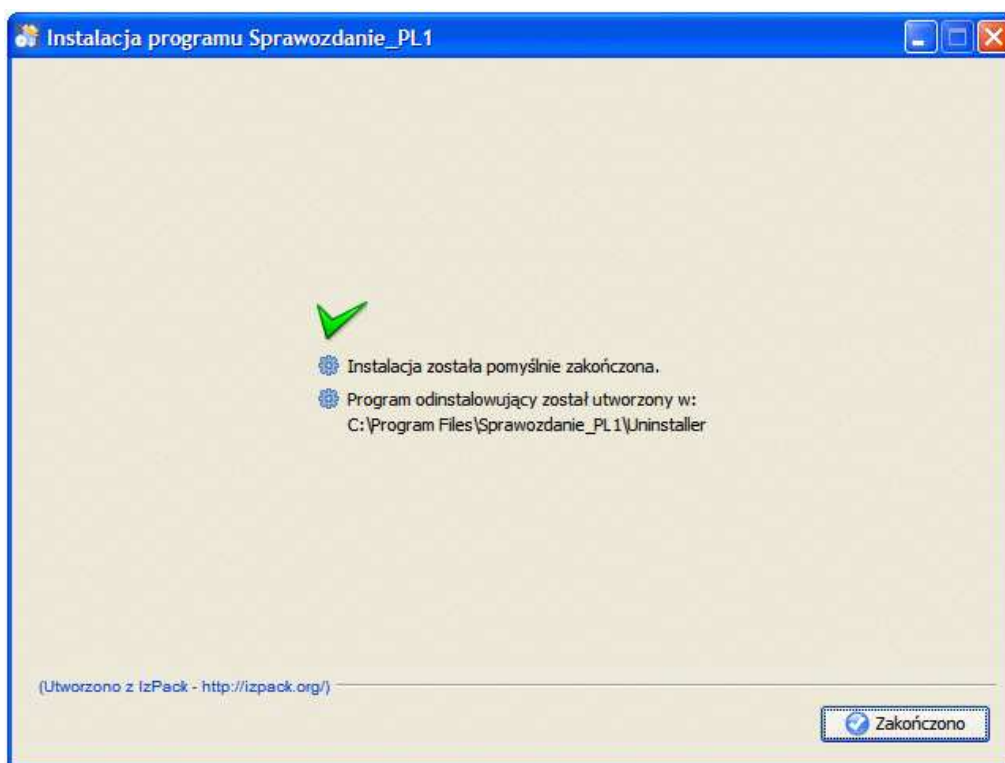 Instalacja programu Sprawozdanie_PL1
Instalacja została pomyślnie zakończona.
Program odinstalowujący został utworzony w:
C:\Program Files\Sprawozdanie_PL1\Uninstaller
(Utworzono z IzPack - http://izpack.org/)
Zakończono